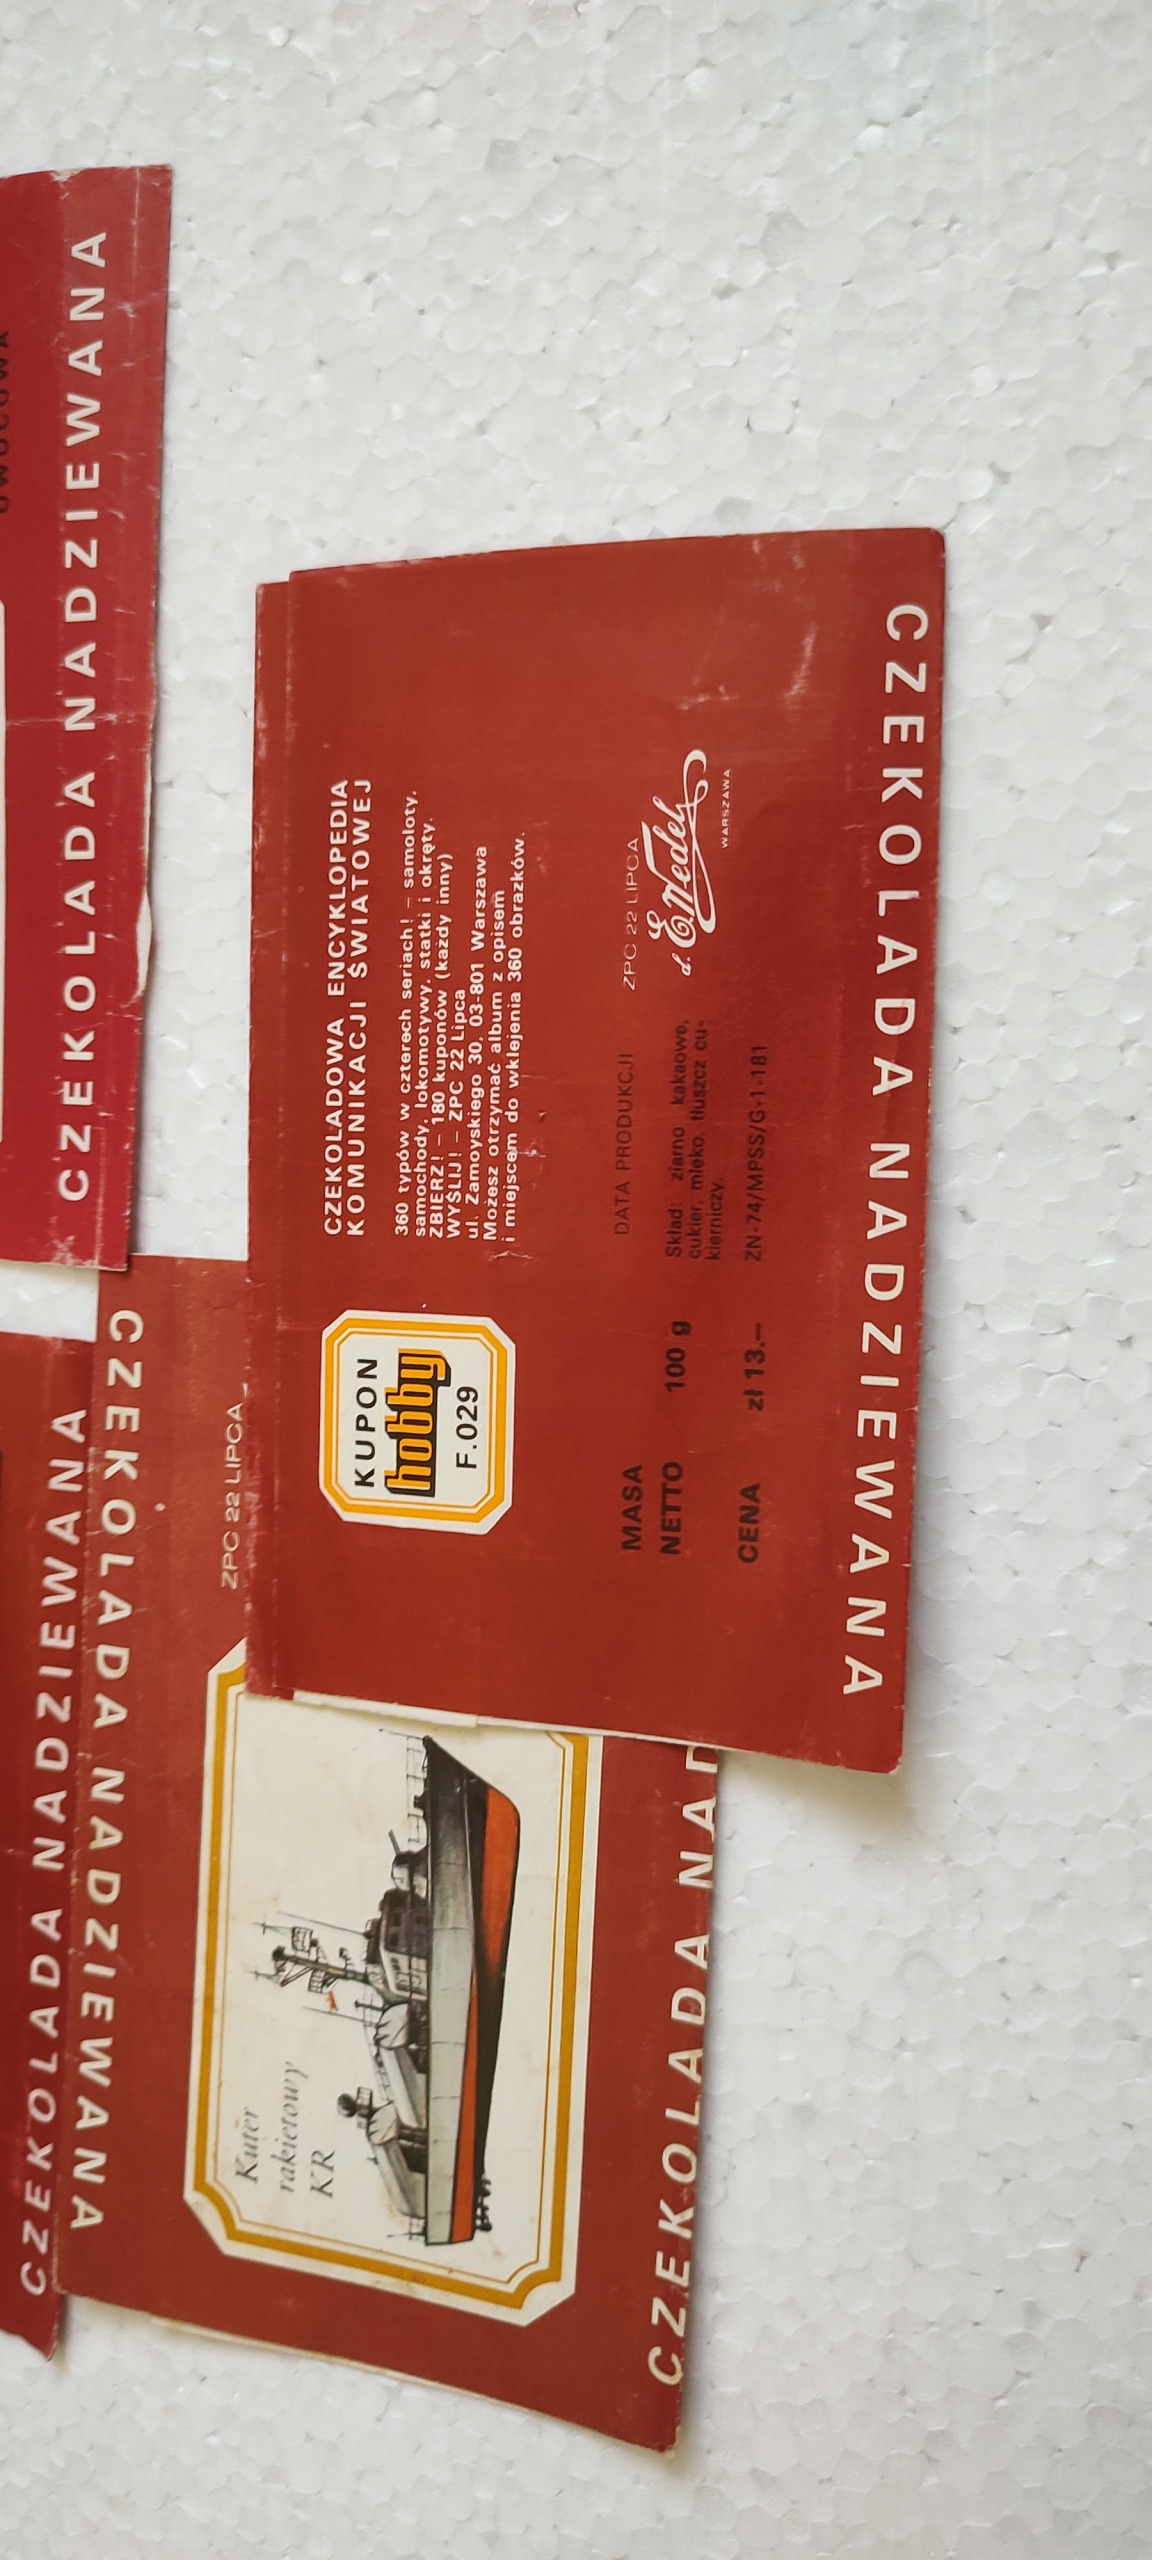 CZEKOLADA NADZIEWANA
CZEKOLADA NADZIEWANA
CZEKOLADA NADZIEWANA
ZPC 22 LIPCA
Kuter
rakietowy
KR
CZEKOLADA NAD
KUPON
hobby
F.029
CZEKOLADOWA ENCYKLOPEDIA
KOMUNIKACJI ŚWIATOWEJ
360 typów w czterech seriach! – samoloty,
samochody, lokomotywy, statki i okręty.
ZBIERZ! – 180 kuponów (każdy inny)
WYŚLIJ! – ZPC 22 Lipca
ul. Zamoyskiego 30, 03-801 Warszawa
Możesz otrzymać album z opisem
i miejscem do wklejenia 360 obrazków.
MASA
NETTO 100 g
CENA zł 13.–
DATA PRODUKCJI
Skład: ziarno kakaowe,
cukier, mleko, tłuszcz cu-
kierniczy.
ZN-74/MPSS/G-1-181
ZPC 22 LIPCA
d. E.Wedel
WARSZAWA
CZEKOLADA NADZIEWANA